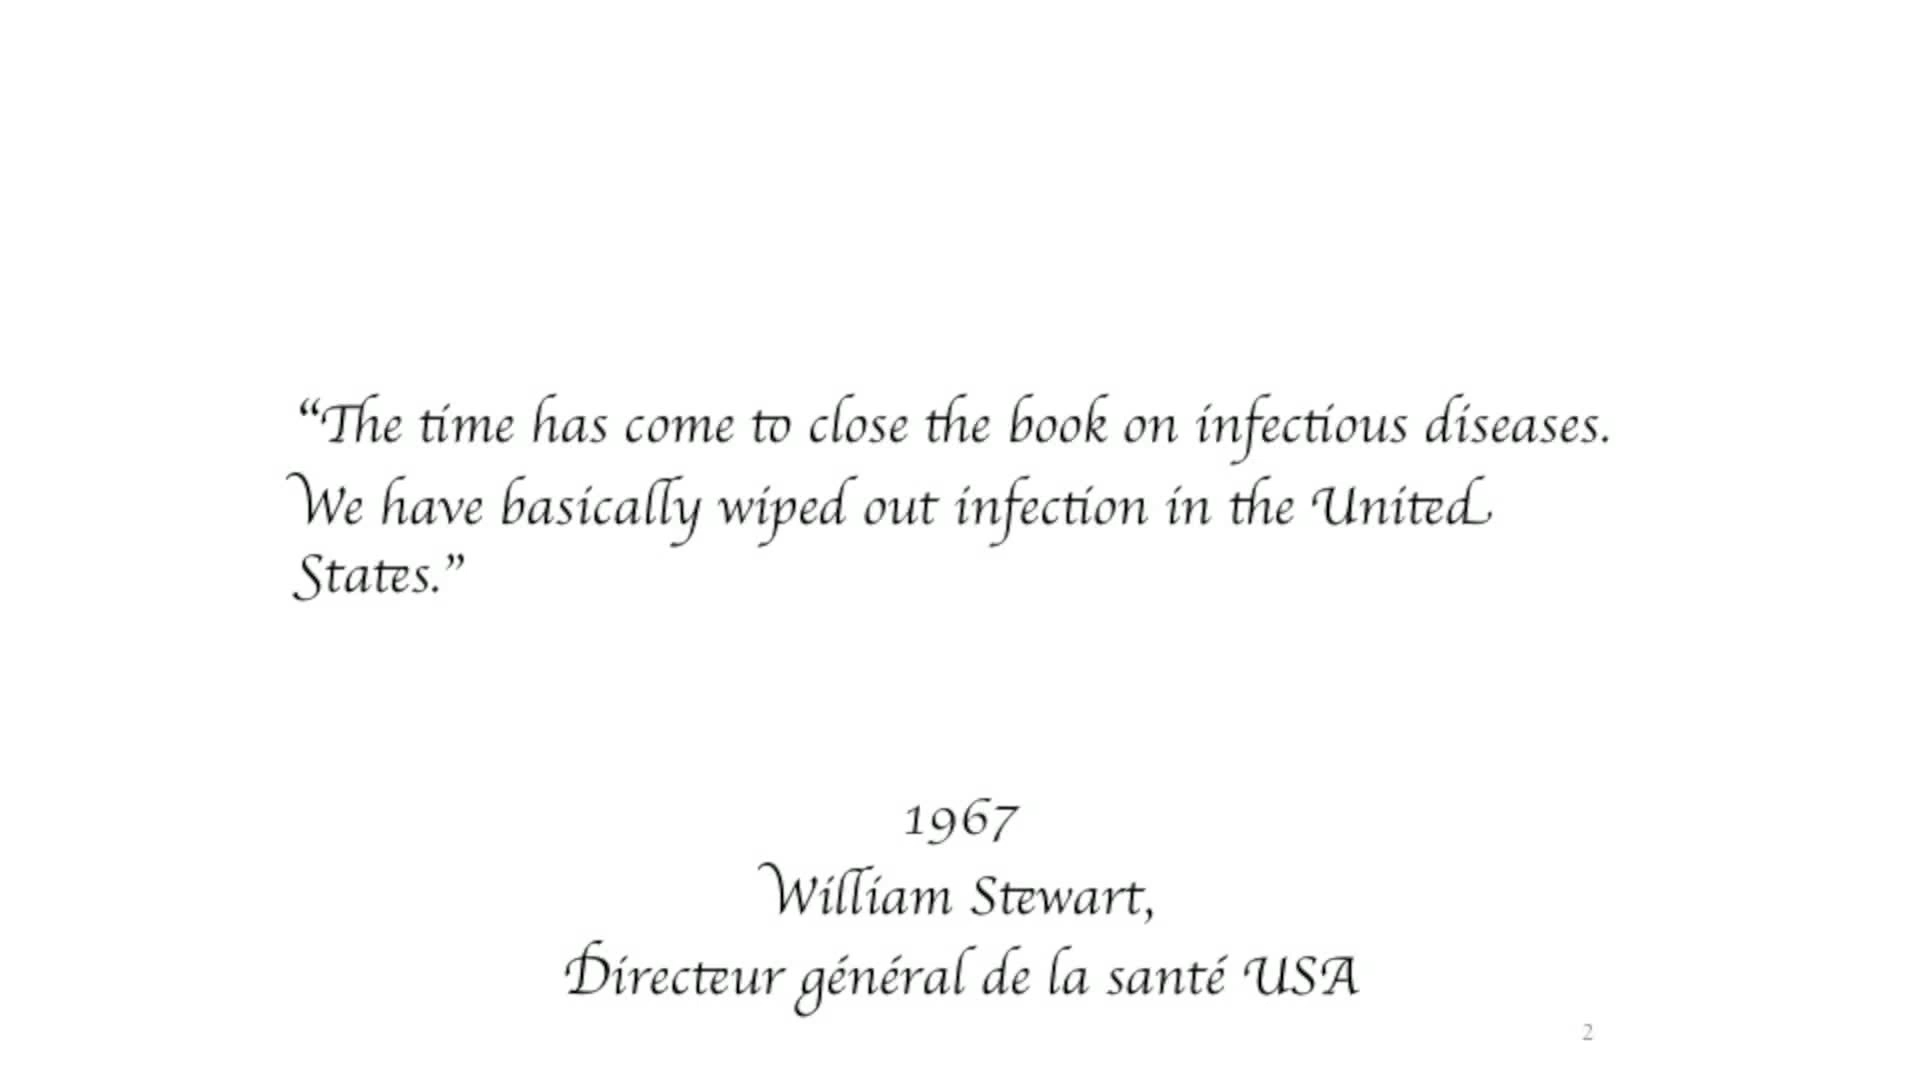 “The time has come to close the book on infectious diseases.
We have basically wiped out infection in the United
States.”
1967
William Stewart,
Directeur général de la santé USA
2